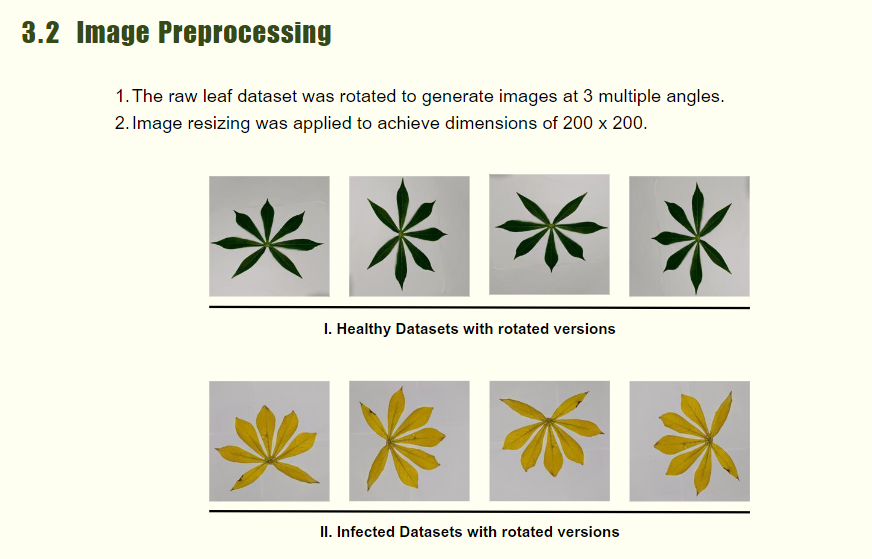 3.2 Image Preprocessing
1. The raw leaf dataset was rotated to generate images at 3 multiple angles.
2. Image resizing was applied to achieve dimensions of 200 x 200.
I. Healthy Datasets with rotated versions
II. Infected Datasets with rotated versions